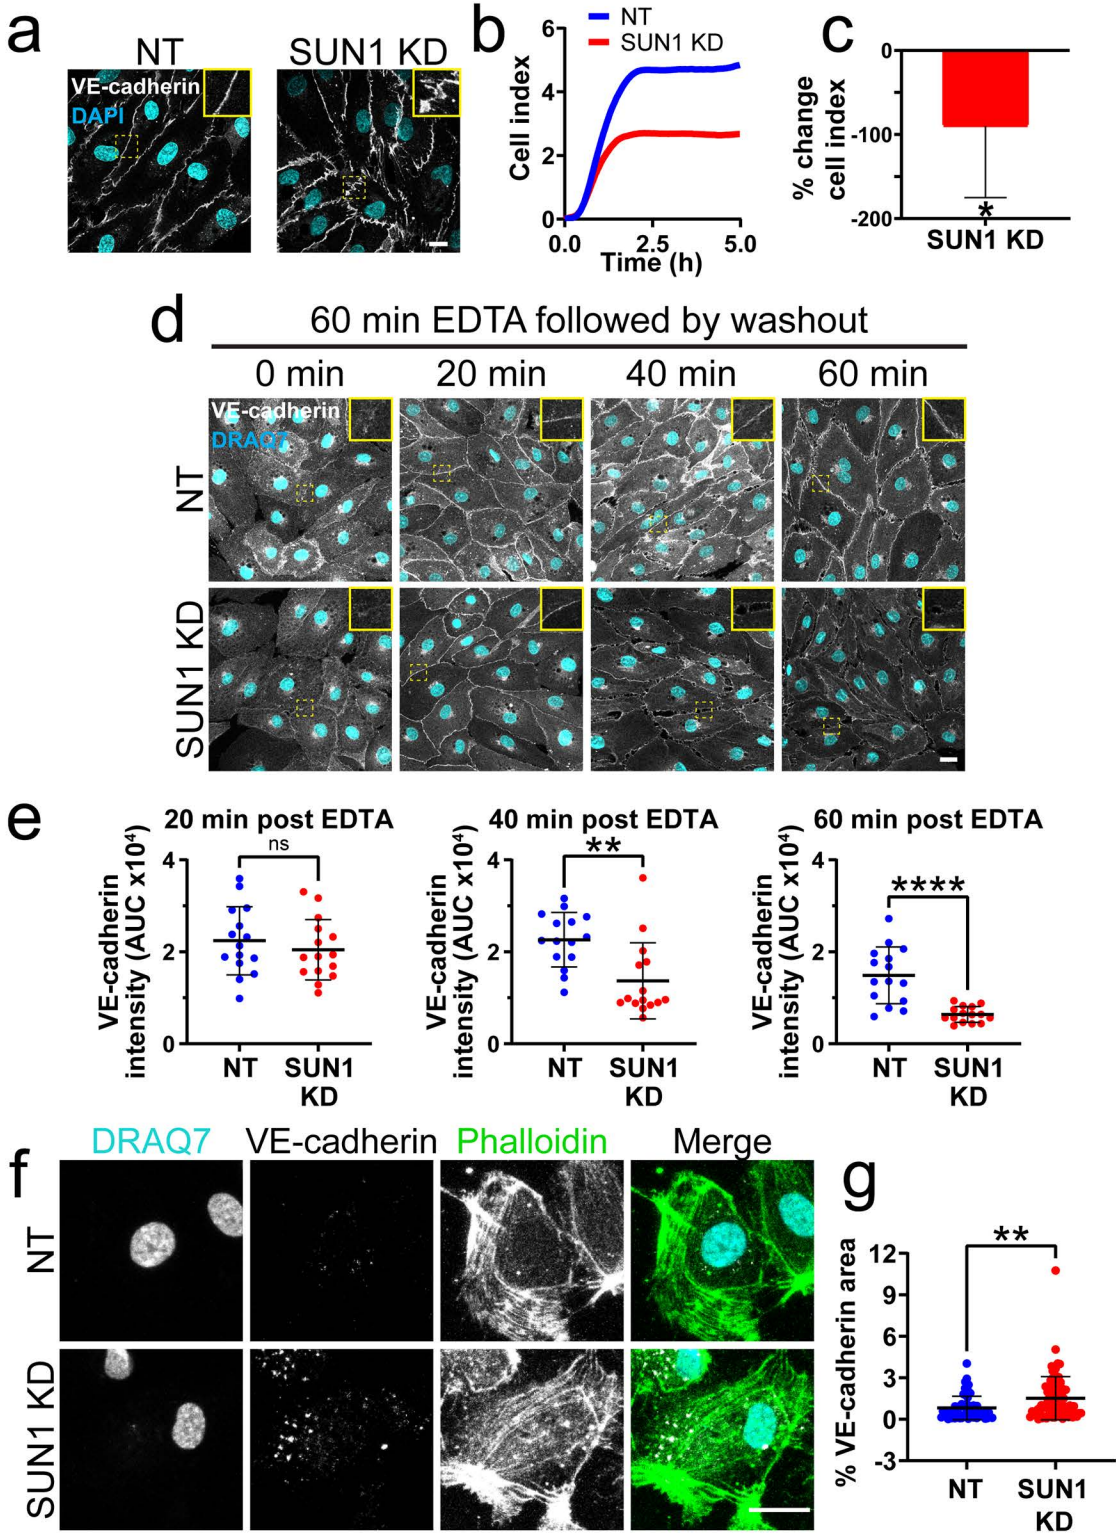 a
NT
SUN1 KD
VE-cadherin
DAPI
b
NT
SUN1 KD
Cell index
6
4
2
0
0.0
2.5
5.0
Time (h)
c
% change
cell index
0
-100
-200
*
SUN1 KD
d
60 min EDTA followed by washout
0 min
20 min
40 min
60 min
VE-cadherin
DRAQ7
NT
SUN1 KD
e
20 min post EDTA
VE-cadherin
intensity (AUC x10⁴)
ns
4
2
0
NT
SUN1
KD
40 min post EDTA
VE-cadherin
intensity (AUC x10⁴)
**
4
2
0
NT
SUN1
KD
60 min post EDTA
VE-cadherin
intensity (AUC x10⁴)
****
4
2
0
NT
SUN1
KD
f
DRAQ7
VE-cadherin
Phalloidin
Merge
NT
SUN1 KD
g
% VE-cadherin area
**
12
9
6
3
0
-3
NT
SUN1
KD